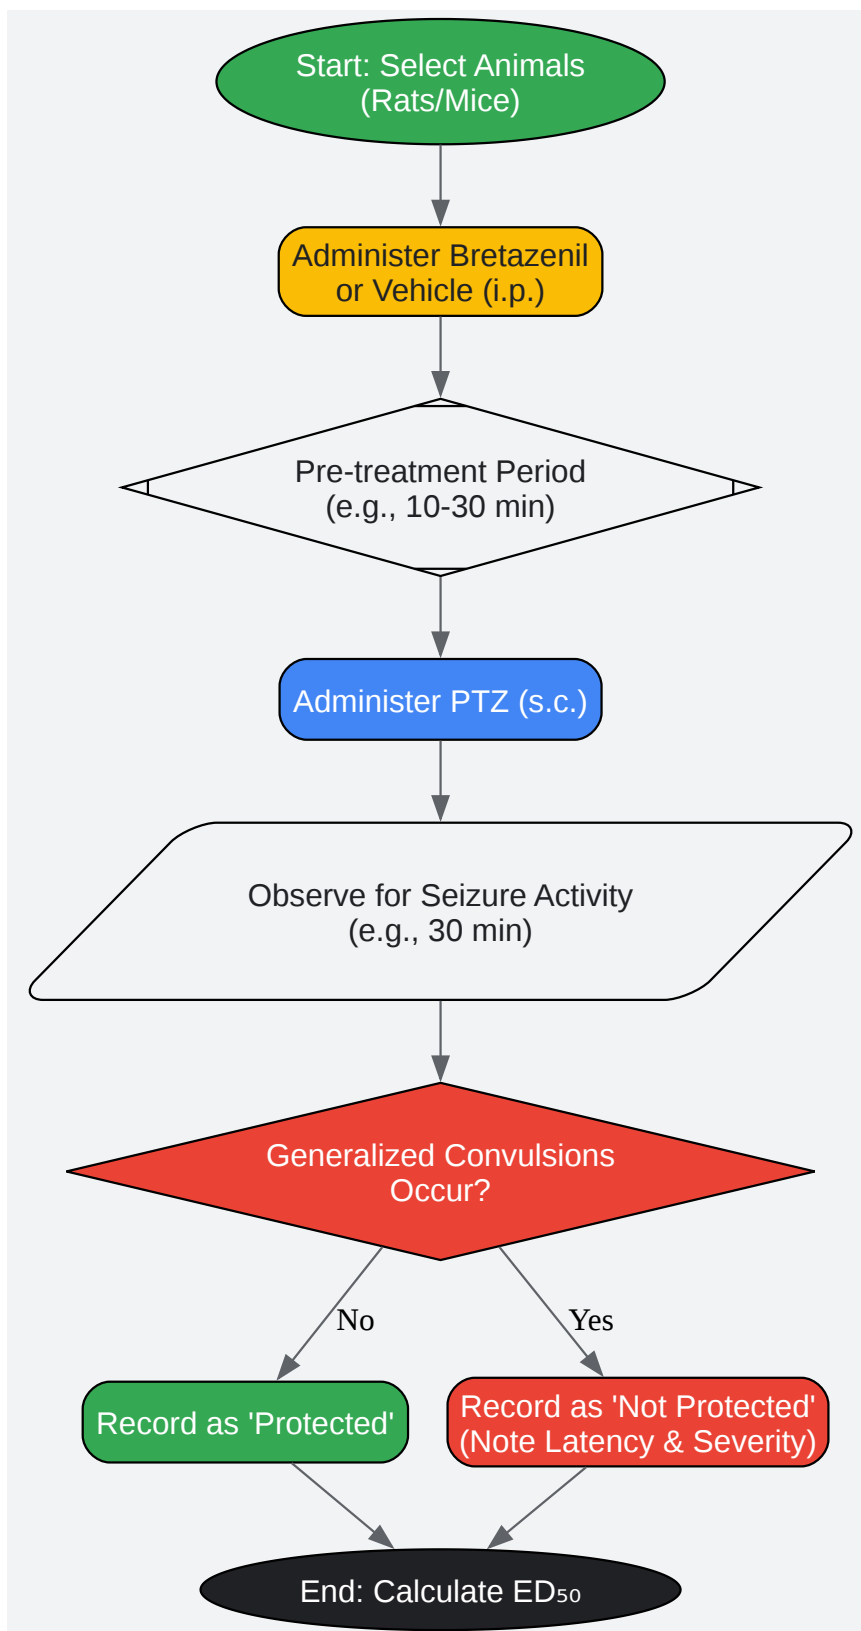 Start: Select Animals
(Rats/Mice)
Administer Bretazenil
or Vehicle (i.p.)
Pre-treatment Period
(e.g., 10-30 min)
Administer PTZ (s.c.)
Observe for Seizure Activity
(e.g., 30 min)
Generalized Convulsions
Occur?
No
Yes
Record as 'Protected'
Record as 'Not Protected'
(Note Latency & Severity)
End: Calculate ED₅₀